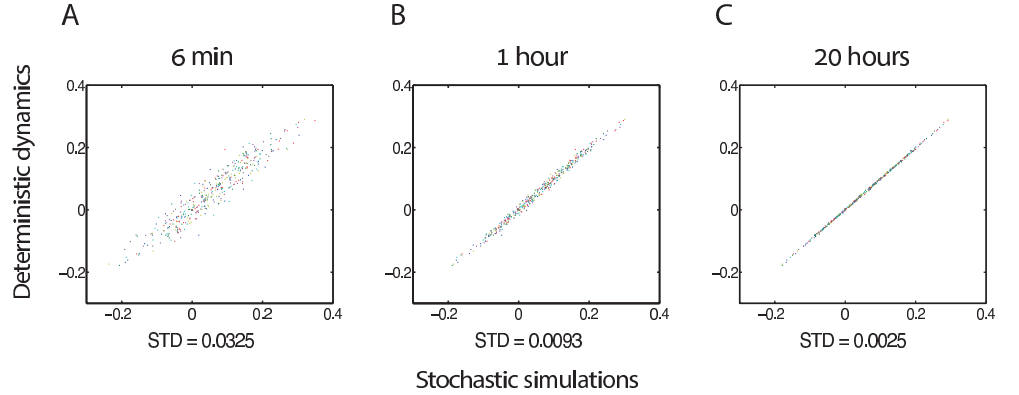 A
B
C
6 min
1 hour
20 hours
Deterministic dynamics
0.4
0.2
0
−0.2
−0.2
0
0.2
0.4
STD = 0.0325
0.4
0.2
0
−0.2
−0.2
0
0.2
0.4
STD = 0.0093
0.4
0.2
0
−0.2
−0.2
0
0.2
0.4
STD = 0.0025
Stochastic simulations